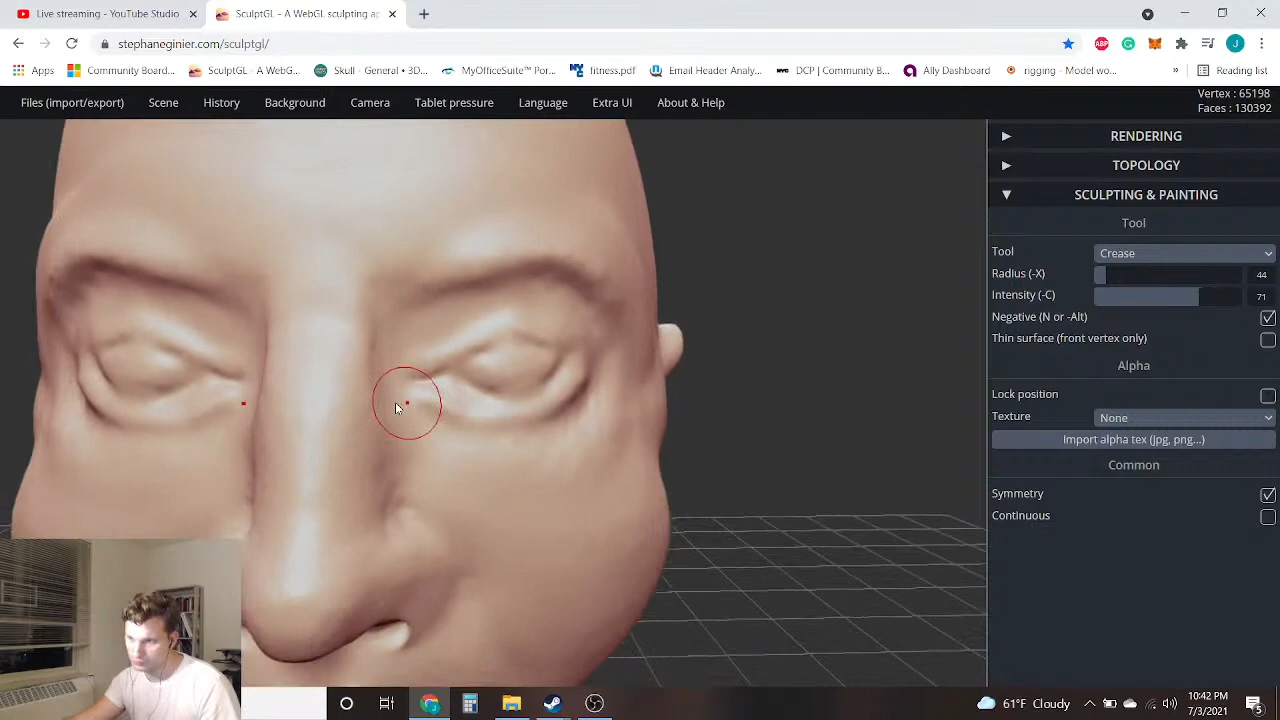 Live streaming - YouTube Studio
SculptGL - A WebGL sculpting ap
stephaneginier.com/sculptgl/
ABP
J
Apps
Community Board...
SculptGL - A WebG...
Skull - General • 3D...
MyOfficeSuite™ Por...
fitness.pdf
Email Head Analy...
DCP | Community B...
Ally Dashboard
rigging - Model wo...
»
Reading list
Files (import/export)
Scene
History
Background
Camera
Tablet pressure
Language
Extra UI
About & Help
Vertex : 65198
Faces : 130392
RENDERING
TOPOLOGY
SCULPTING & PAINTING
Tool
Tool
Crease
Radius (-X)
44
Intensity (-C)
71
Negative (N or -Alt)
Thin surface (front vertex only)
Alpha
Lock position
Texture
None
Import alpha tex (jpg, png...)
Common
Symmetry
Continuous
61°F Cloudy
10:42 PM
7/3/2021
5